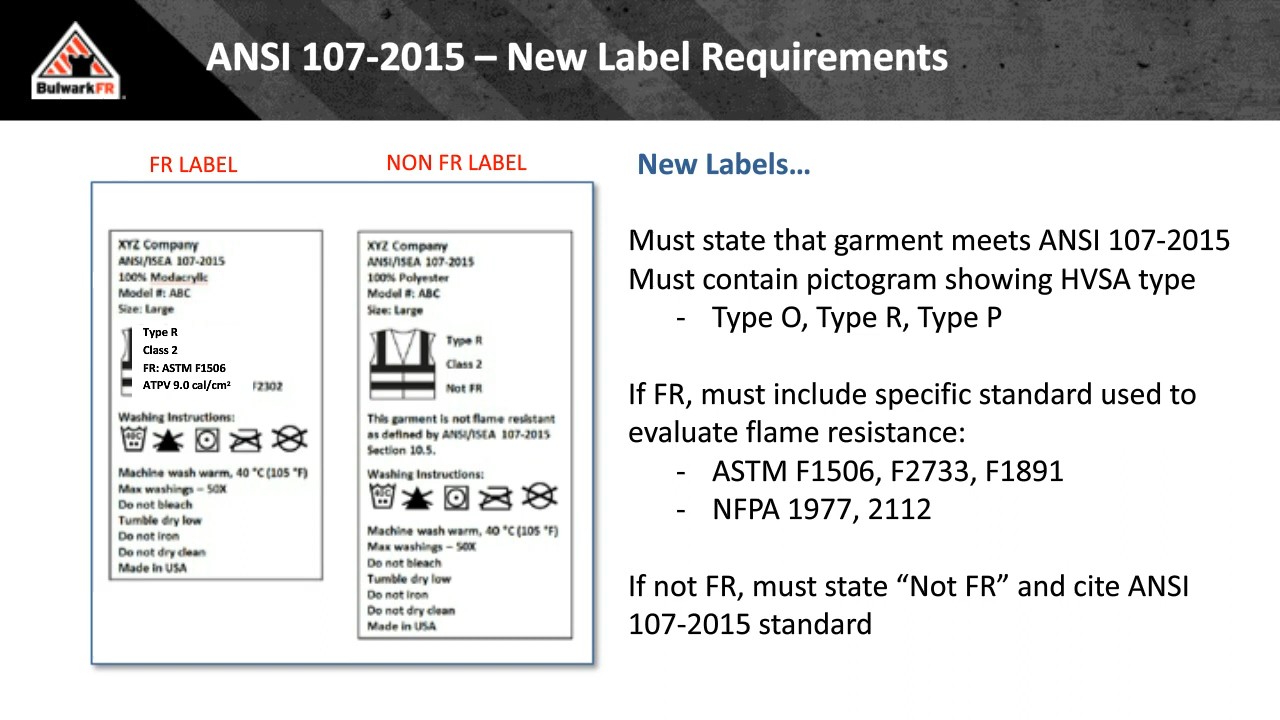 BulwarkFR
ANSI 107-2015 – New Label Requirements
FR LABEL
XYZ Company
ANSI/ISEA 107-2015
100% Modacrylic
Model #: ABC
Size: Large
Type R
Class 2
FR: ASTM F1506
ATPV 9.0 cal/cm²
F2302
Washing Instructions:
40C
Machine wash warm, 40 °C (105 °F)
Max washings – 50X
Do not bleach
Tumble dry low
Do not iron
Do not dry clean
Made in USA
NON FR LABEL
XYZ Company
ANSI/ISEA 107-2015
100% Polyester
Model #: ABC
Size: Large
Type R
Class 2
Not FR
This garment is not flame resistant
as defined by ANSI/ISEA 107-2015
Section 10.5.
Washing Instructions:
40C
Machine wash warm, 40 °C (105 °F)
Max washings – 50X
Do not bleach
Tumble dry low
Do not iron
Do not dry clean
Made in USA
New Labels…
Must state that garment meets ANSI 107-2015
Must contain pictogram showing HVSA type
- Type O, Type R, Type P
If FR, must include specific standard used to
evaluate flame resistance:
- ASTM F1506, F2733, F1891
- NFPA 1977, 2112
If not FR, must state “Not FR” and cite ANSI
107-2015 standard